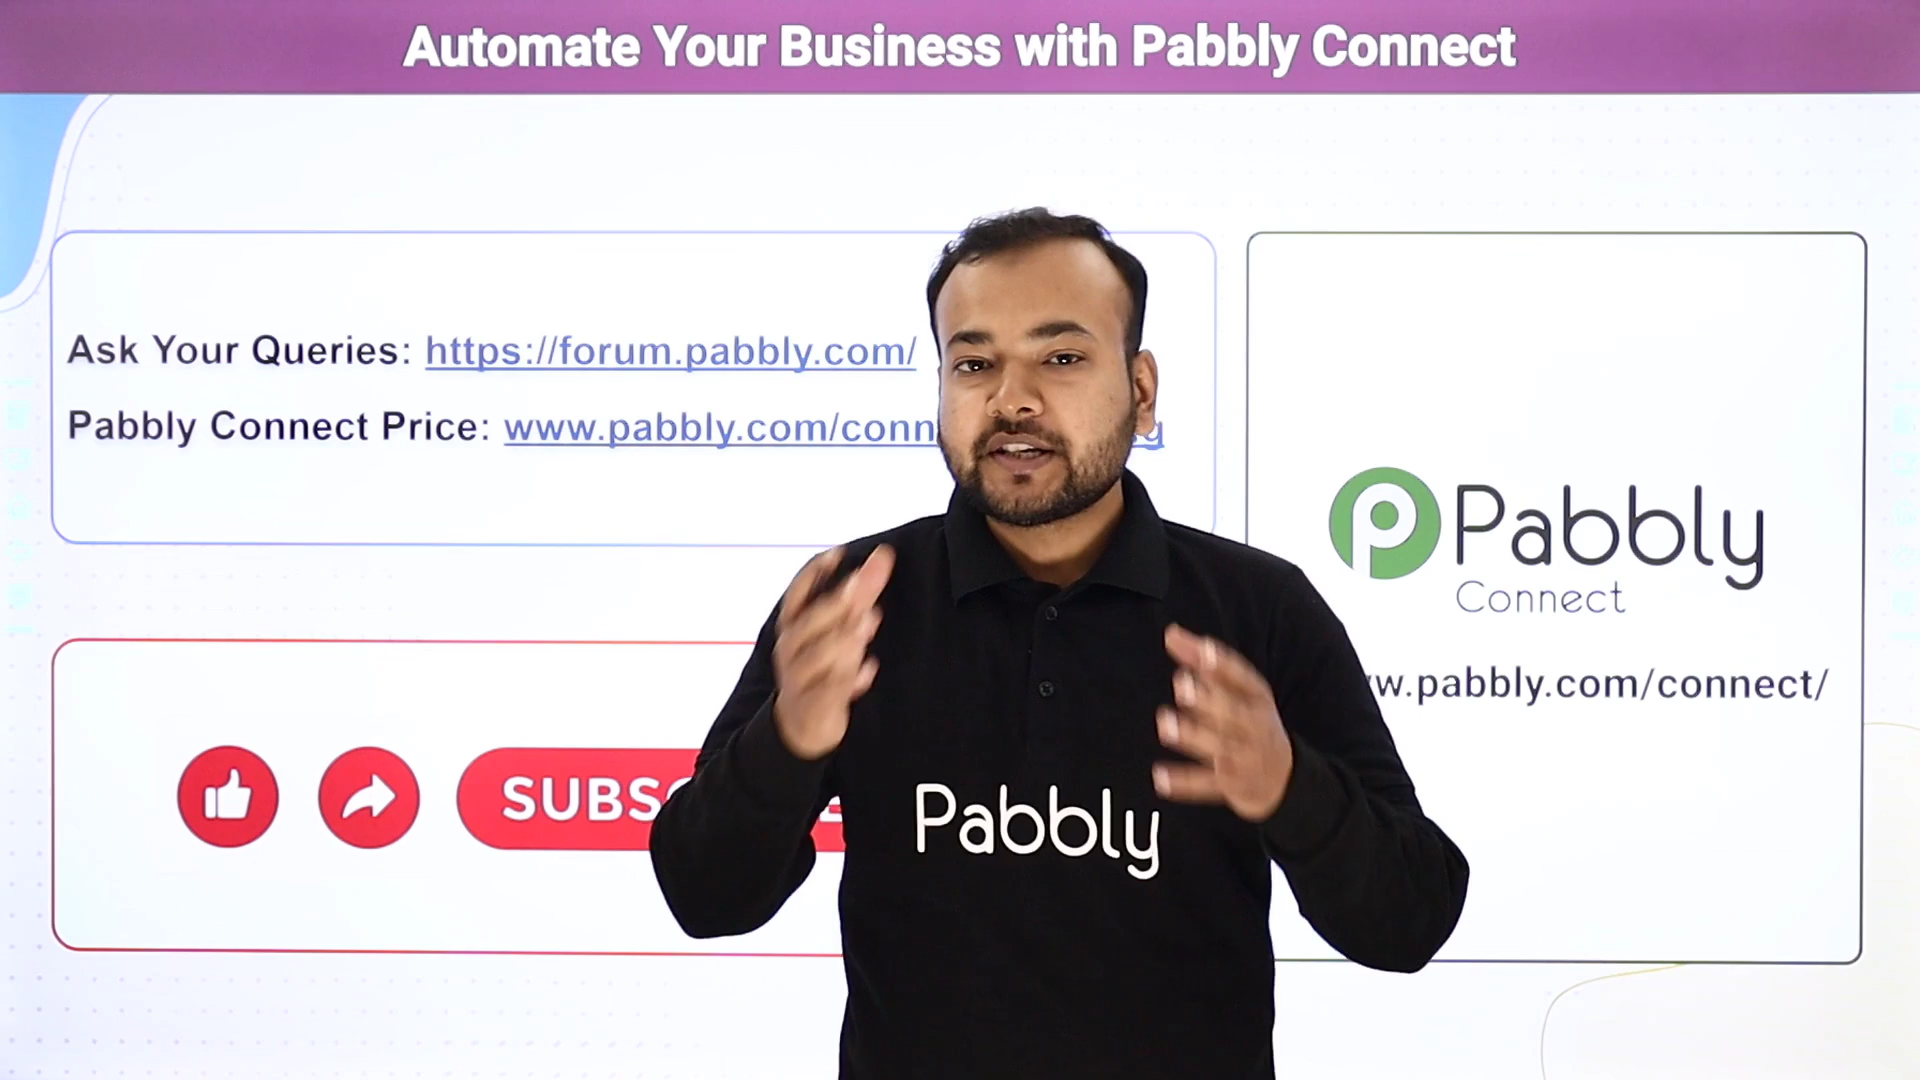 Automate Your Business with Pabbly Connect
Ask Your Queries: https://forum.pabbly.com/
Pabbly Connect Price: www.pabbly.com/conn
Pabbly
Connect
w.pabbly.com/connect/
SUBS
Pabbly